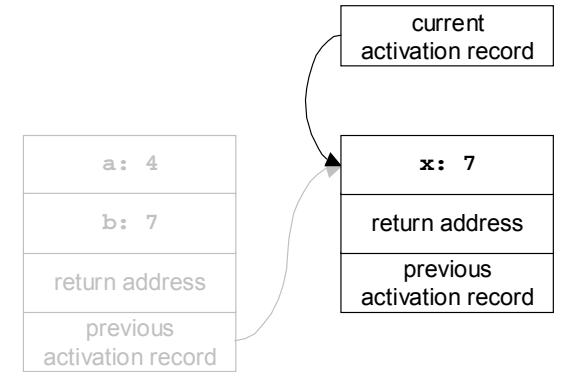 current
activation record
a: 4
b: 7
return address
previous
activation record
x: 7
return address
previous
activation record